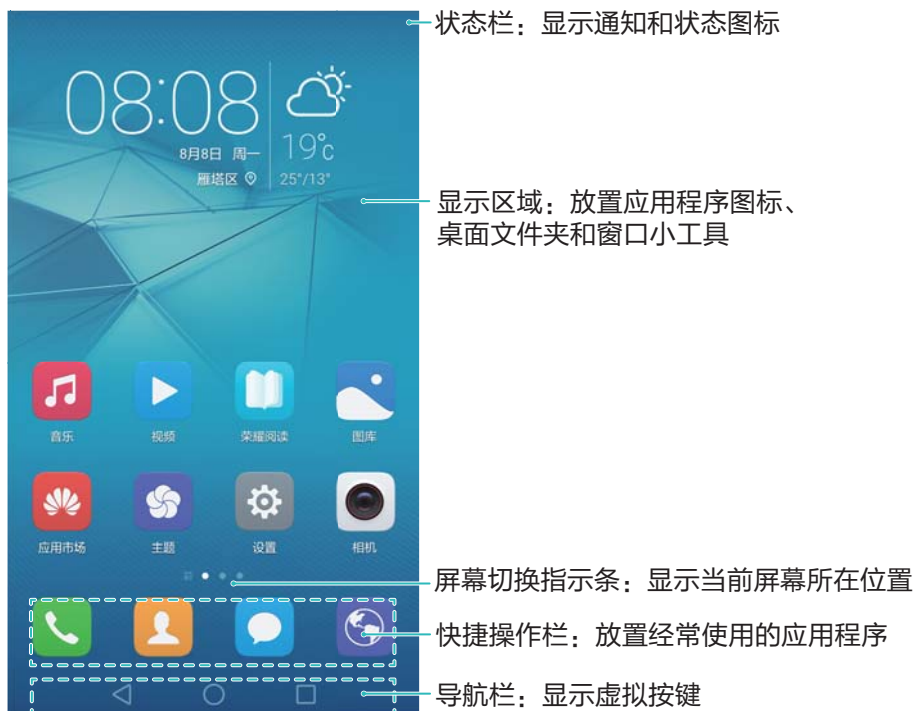 状态栏：显示通知和状态图标
08:08
8月8日 周一
雁塔区
19°c
25°/13°
显示区域：放置应用程序图标、
桌面文件夹和窗口小工具
音乐 视频 荣耀阅读 图库
应用市场 主题 设置 相机
屏幕切换指示条：显示当前屏幕所在位置
快捷操作栏：放置经常使用的应用程序
导航栏：显示虚拟按键